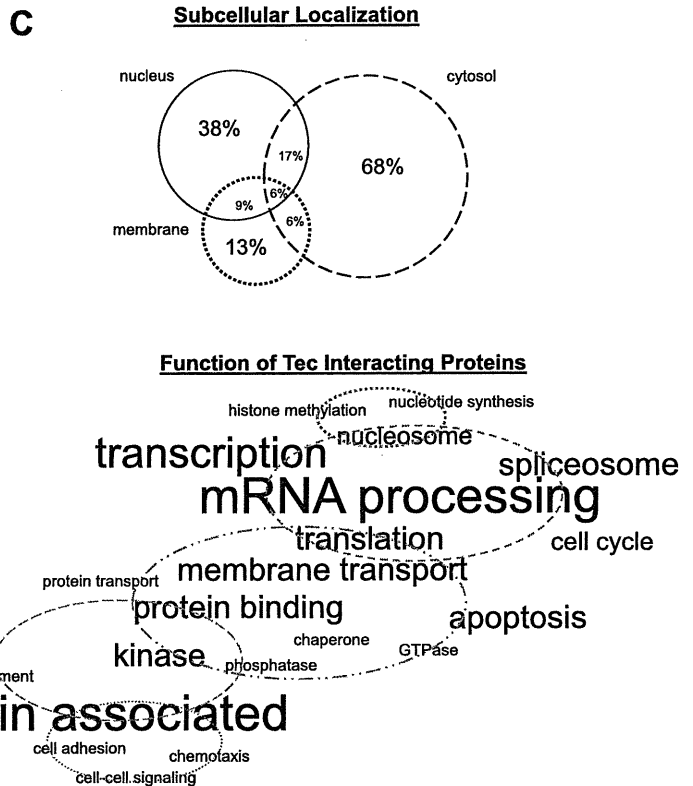 C
Subcellular Localization
nucleus
cytosol
38%
17%
68%
6%
9%
6%
membrane
13%
Function of Tec Interacting Proteins
nucleotide synthesis
histone methylation
nucleosome
transcription
spliceosome
mRNA processing
translation
cell cycle
membrane transport
protein transport
protein binding
apoptosis
chaperone
GTPase
kinase
phosphatase
ment
in associated
cell adhesion
chemotaxis
cell-cell signaling